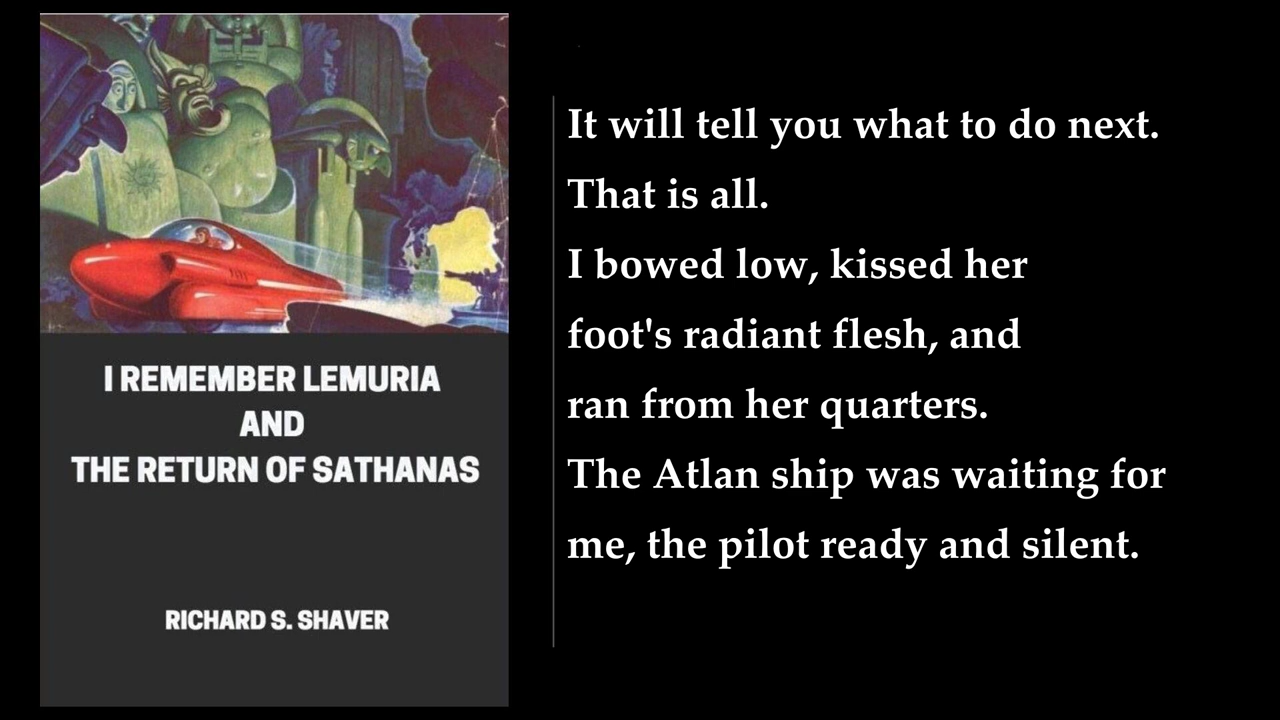 I REMEMBER LEMURIA
AND
THE RETURN OF SATHANAS
RICHARD S. SHAVER
It will tell you what to do next.
That is all.
I bowed low, kissed her
foot's radiant flesh, and
ran from her quarters.
The Atlan ship was waiting for
me, the pilot ready and silent.